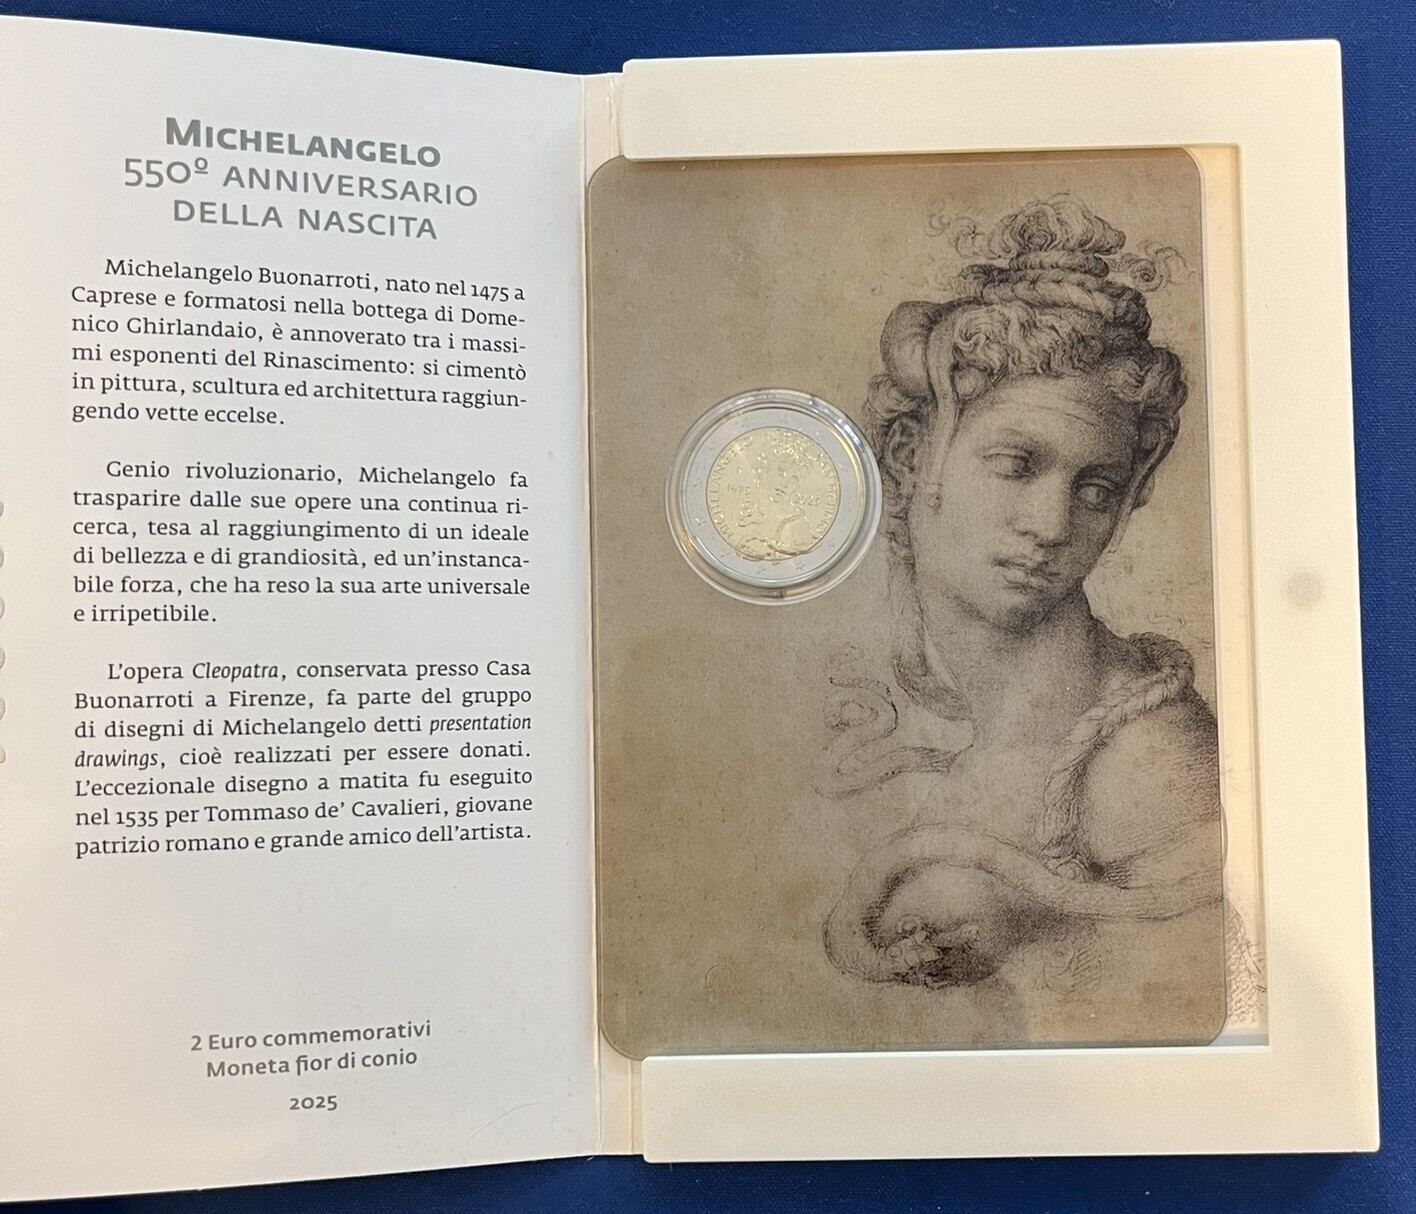 MICHELANGELO
550º ANNIVERSARIO
DELLA NASCITA
Michelangelo Buonarroti, nato nel 1475 a
Caprese e formatosi nella bottega di Dome-
nico Ghirlandaio, è annoverato tra i massi-
mi esponenti del Rinascimento: si cimentò
in pittura, scultura ed architettura raggiun-
gendo vette eccelse.
Genio rivoluzionario, Michelangelo fa
trasparire dalle sue opere una continua ri-
cerca, tesa al raggiungimento di un ideale
di bellezza e di grandiosità, ed un'instanca-
bile forza, che ha reso la sua arte universale
e irripetibile.
L'opera Cleopatra, conservata presso Casa
Buonarroti a Firenze, fa parte del gruppo
di disegni di Michelangelo detti presentation
drawings, cioè realizzati per essere donati.
L'eccezionale disegno a matita fu eseguito
nel 1535 per Tommaso de' Cavalieri, giovane
patrizio romano e grande amico dell'artista.
2 Euro commemorativi
Moneta fior di conio
2025
MICHELANGELO
1475
2025